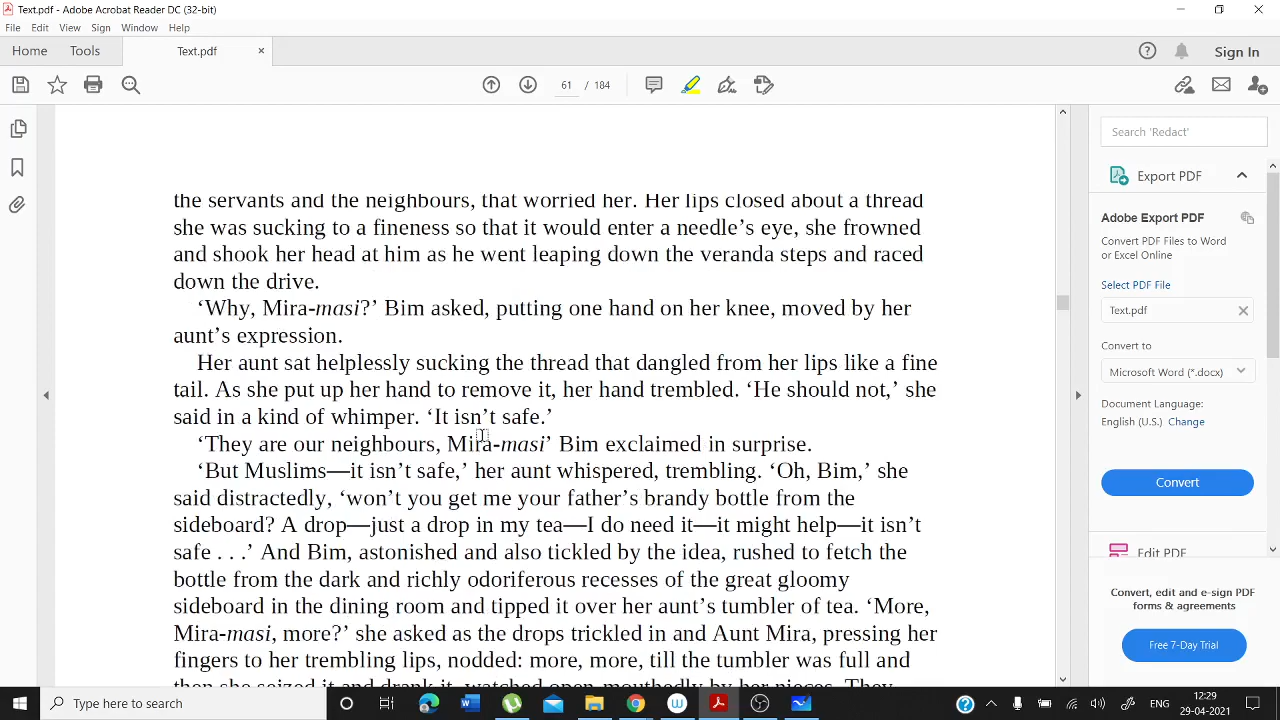 Text.pdf - Adobe Acrobat Reader DC (32-bit)
File Edit View Sign Window Help
Home Tools Text.pdf × Sign In
61 / 184
Search 'Redact'
Export PDF
Adobe Export PDF
Convert PDF Files to Word
or Excel Online
Select PDF File
Text.pdf
Convert to
Microsoft Word (*.docx)
Document Language:
English (U.S.) Change
Convert
Edit PDF
Convert, edit and e-sign PDF
forms & agreements
Free 7-Day Trial
the servants and the neighbours, that worried her. Her lips closed about a thread
she was sucking to a fineness so that it would enter a needle’s eye, she frowned
and shook her head at him as he went leaping down the veranda steps and raced
down the drive.
‘Why, Mira-masi?’ Bim asked, putting one hand on her knee, moved by her
aunt’s expression.
Her aunt sat helplessly sucking the thread that dangled from her lips like a fine
tail. As she put up her hand to remove it, her hand trembled. ‘He should not,’ she
said in a kind of whimper. ‘It isn’t safe.’
‘They are our neighbours, Mira-masi’ Bim exclaimed in surprise.
‘But Muslims—it isn’t safe,’ her aunt whispered, trembling. ‘Oh, Bim,’ she
said distractedly, ‘won’t you get me your father’s brandy bottle from the
sideboard? A drop—just a drop in my tea—I do need it—it might help—it isn’t
safe . . .’ And Bim, astonished and also tickled by the idea, rushed to fetch the
bottle from the dark and richly odoriferous recesses of the great gloomy
sideboard in the dining room and tipped it over her aunt’s tumbler of tea. ‘More,
Mira-masi, more?’ she asked as the drops trickled in and Aunt Mira, pressing her
fingers to her trembling lips, nodded: more, more, till the tumbler was full and
then she seized it and drank it, watched open-mouthedly by her nieces. They
Type here to search
ENG
12:29
29-04-2021